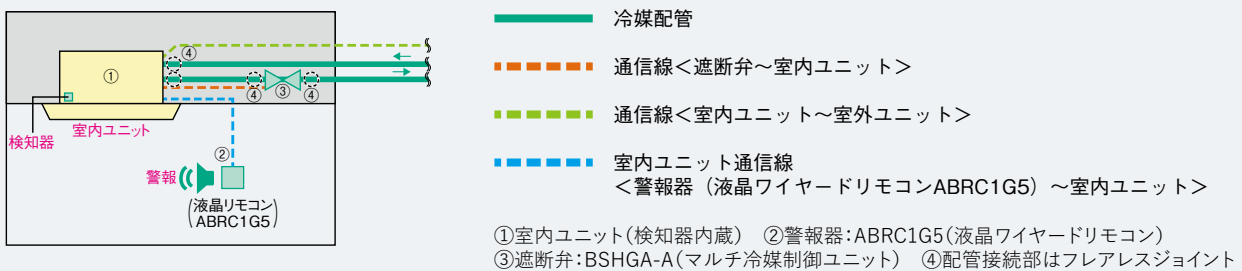 ①
④
④
③
④
検知器
室内ユニット
②
警報
(液晶リモコン
ABRC1G5)
冷媒配管
通信線<遮断弁～室内ユニット>
通信線<室内ユニット～室外ユニット>
室内ユニット通信線
<警報器（液晶ワイヤードリモコンABRC1G5）～室内ユニット>
①室内ユニット(検知器内蔵) ②警報器:ABRC1G5(液晶ワイヤードリモコン)
③遮断弁:BSHGA-A(マルチ冷媒制御ユニット) ④配管接続部はフレアレスジョイント